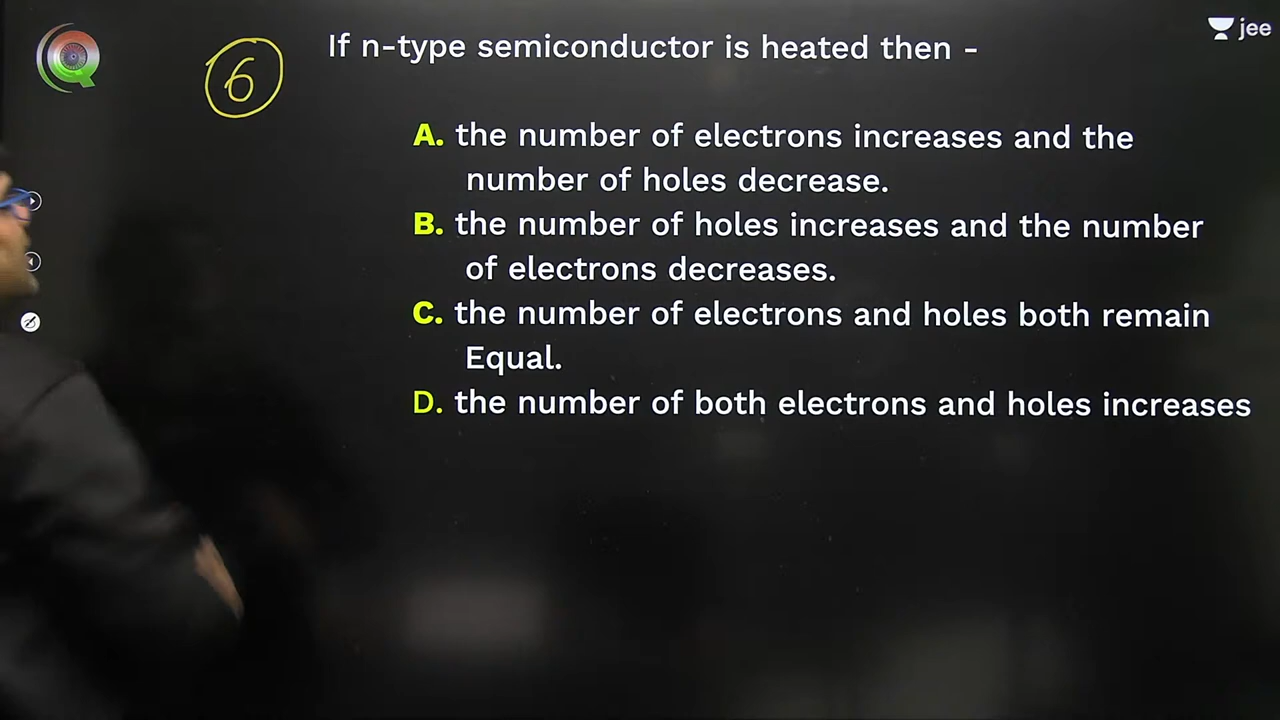 jee
6
If n-type semiconductor is heated then -
A. the number of electrons increases and the
number of holes decrease.
B. the number of holes increases and the number
of electrons decreases.
C. the number of electrons and holes both remain
Equal.
D. the number of both electrons and holes increases